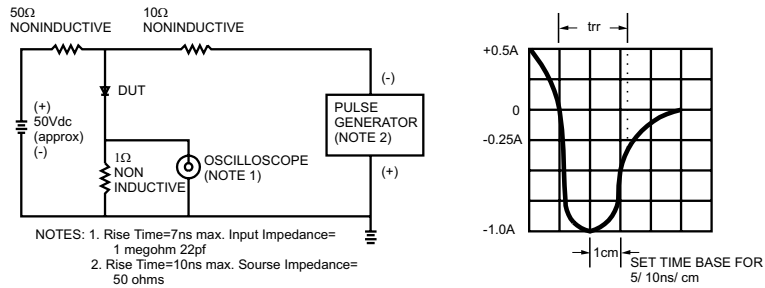 50Ω
NONINDUCTIVE
10Ω
NONINDUCTIVE
DUT
(+)
50Vdc
(approx)
(-)
1Ω
NON
INDUCTIVE
OSCILLOSCOPE
(NOTE 1)
(-)
PULSE
GENERATOR
(NOTE 2)
(+)
NOTES: 1. Rise Time=7ns max. Input Impedance=
1 megohm 22pf
2. Rise Time=10ns max. Sourse Impedance=
50 ohms
trr
+0.5A
0
-0.25A
-1.0A
1cm
SET TIME BASE FOR
5/ 10ns/ cm